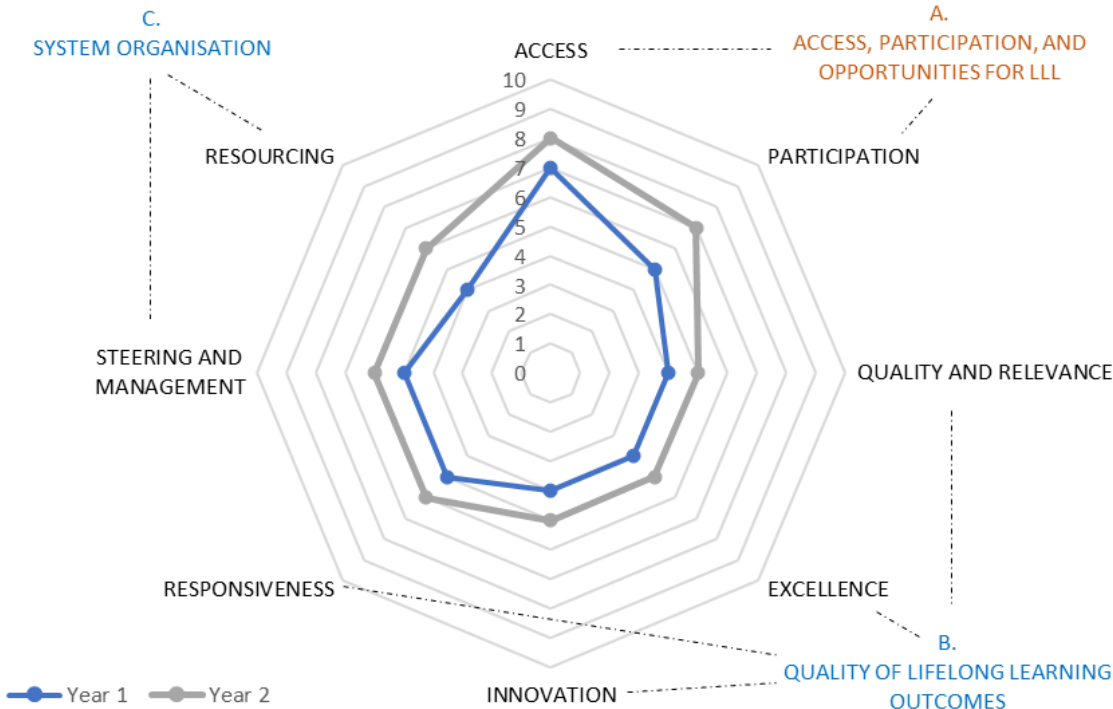 C.
SYSTEM ORGANISATION
A.
ACCESS, PARTICIPATION, AND
OPPORTUNITIES FOR LLL
ACCESS
10
9
8
7
6
5
4
3
2
1
0
RESOURCING
PARTICIPATION
STEERING AND
MANAGEMENT
QUALITY AND RELEVANCE
RESPONSIVENESS
EXCELLENCE
INNOVATION
B.
QUALITY OF LIFELONG LEARNING
OUTCOMES
Year 1
Year 2